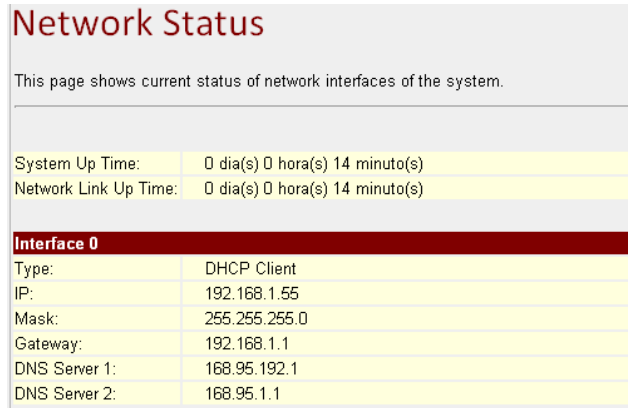 Network Status
This page shows current status of network interfaces of the system.
System Up Time: 0 dia(s) 0 hora(s) 14 minuto(s)
Network Link Up Time: 0 dia(s) 0 hora(s) 14 minuto(s)
Interface 0
Type: DHCP Client
IP: 192.168.1.55
Mask: 255.255.255.0
Gateway: 192.168.1.1
DNS Server 1: 168.95.192.1
DNS Server 2: 168.95.1.1